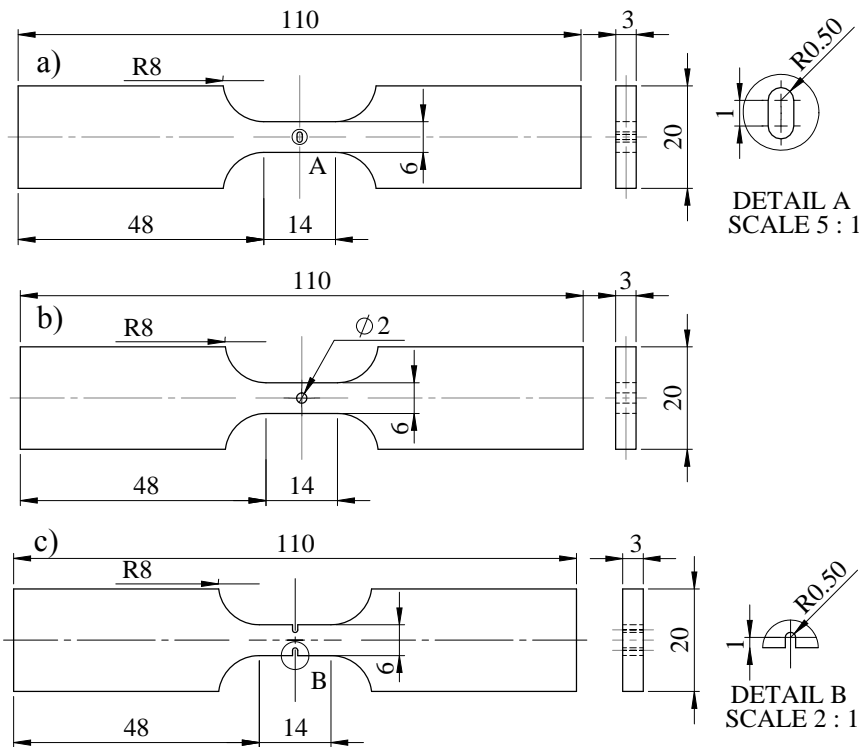 110
3
a)
R8
R0.50
1
20
6
A
48
14
DETAIL A
SCALE 5 : 1
110
3
b)
R8
∅2
20
6
48
14
c)
110
3
R8
R0.50
1
20
6
B
48
14
DETAIL B
SCALE 2 : 1